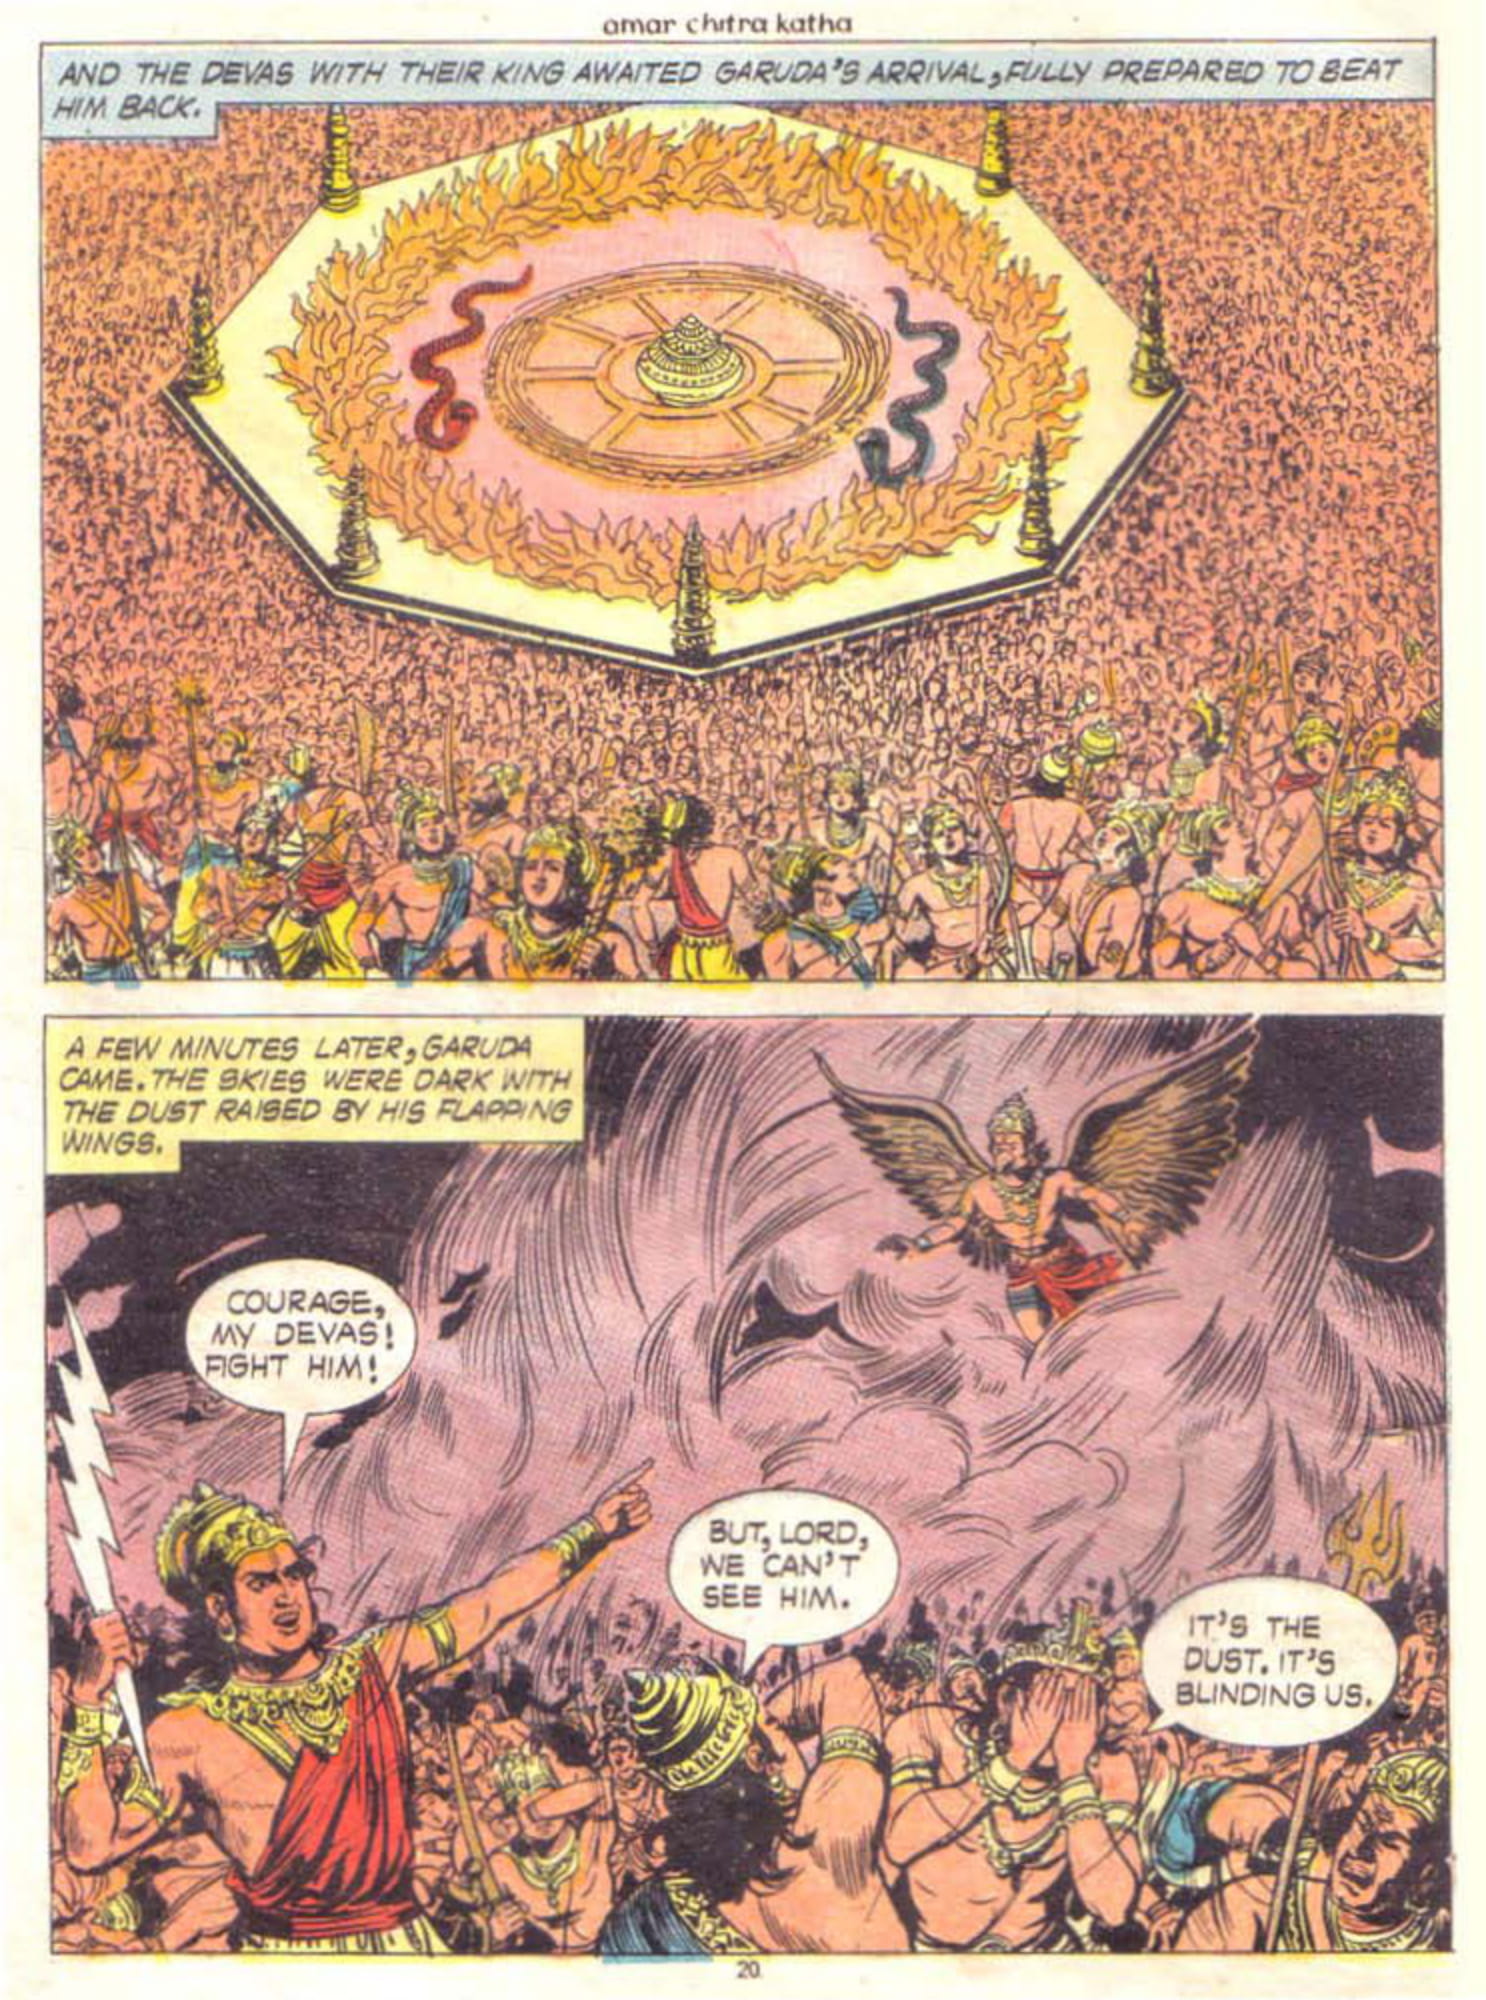 amar chitra katha
AND THE DEVAS WITH THEIR KING AWAITED GARUDA'S ARRIVAL, FULLY PREPARED TO BEAT
HIM BACK.
A FEW MINUTES LATER, GARUDA
CAME. THE SKIES WERE DARK WITH
THE DUST RAISED BY HIS FLAPPING
WINGS.
COURAGE,
MY DEVAS!
FIGHT HIM!
BUT, LORD,
WE CAN'T
SEE HIM.
IT'S THE
DUST. IT'S
BLINDING US.
20